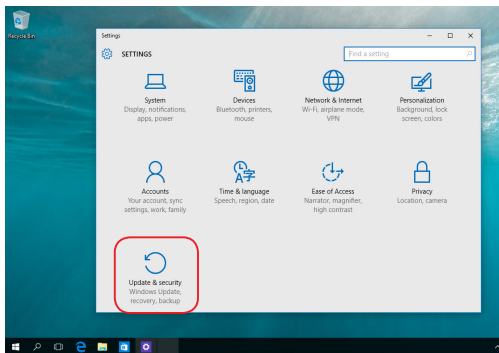 Recycle Bin
Settings
SETTINGS
Find a setting
System
Display, notifications,
apps, power
Devices
Bluetooth, printers,
mouse
Network & Internet
Wi-Fi, airplane mode,
VPN
Personalization
Background, lock
screen, colors
Accounts
Your account, sync
settings, work, family
Time & language
Speech, region, date
Ease of Access
Narrator, magnifier,
high contrast
Privacy
Location, camera
Update & security
Windows Update,
recovery, backup